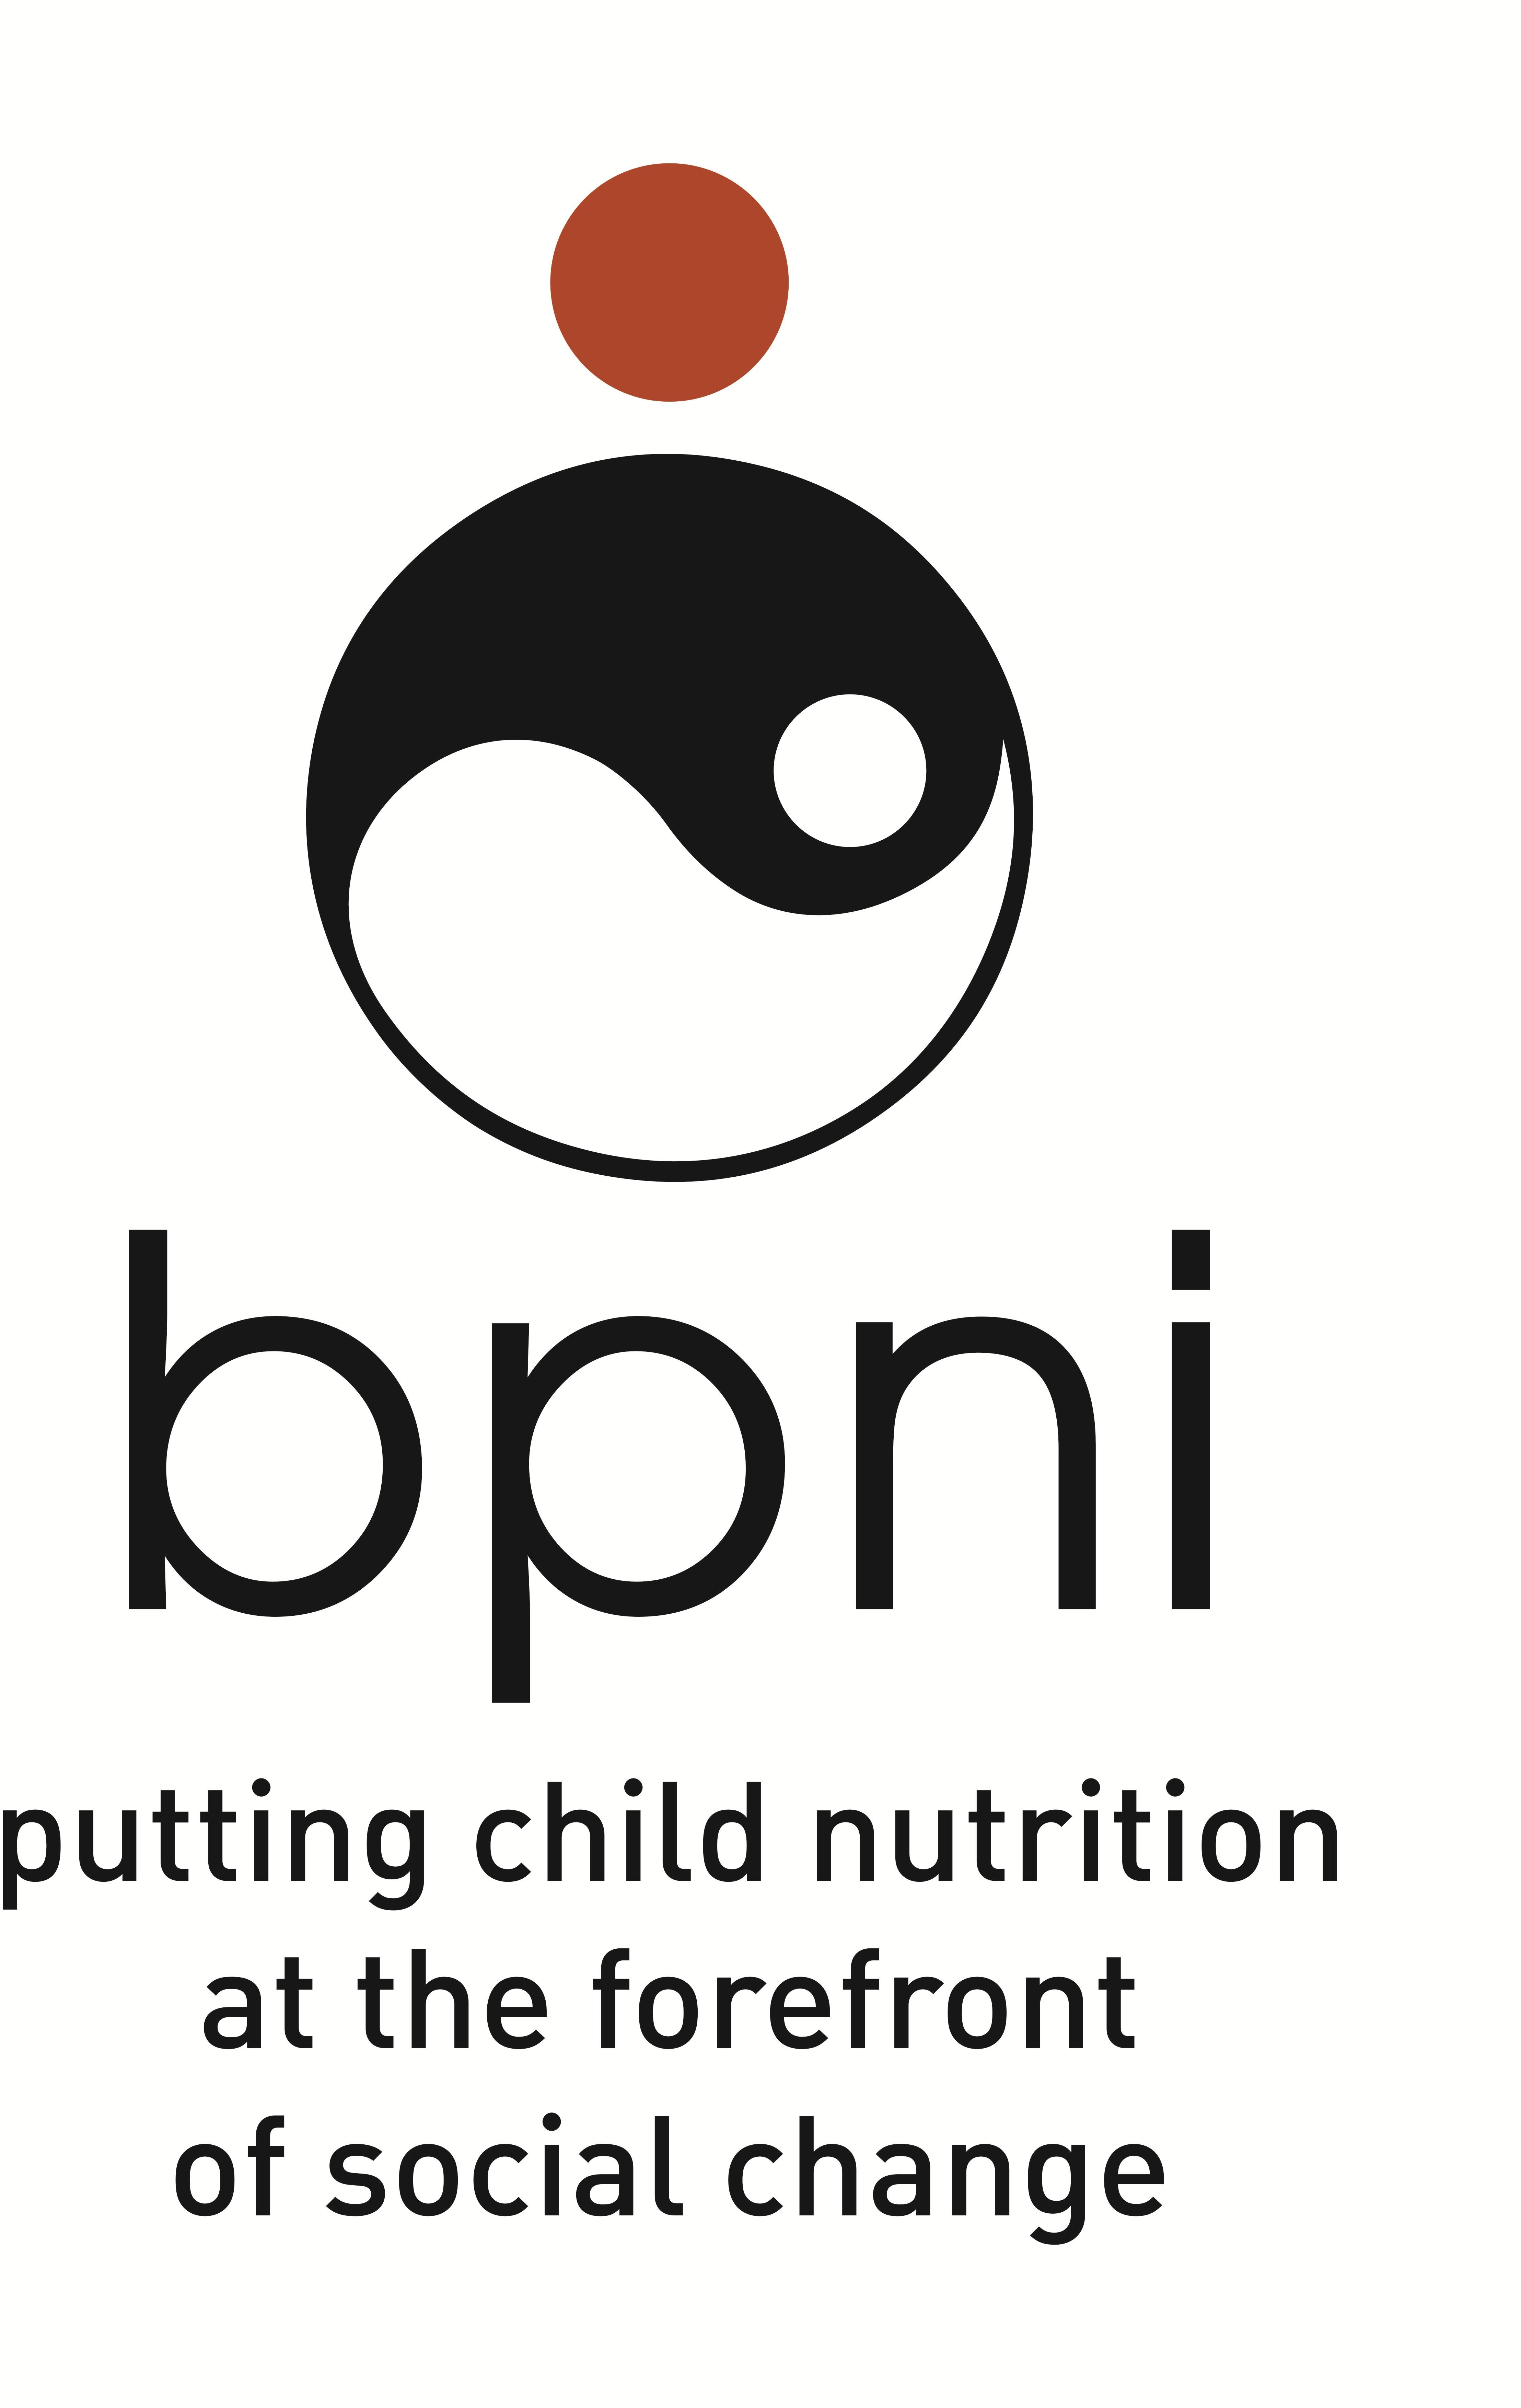 bpni
putting child nutrition
at the forefront
of social change